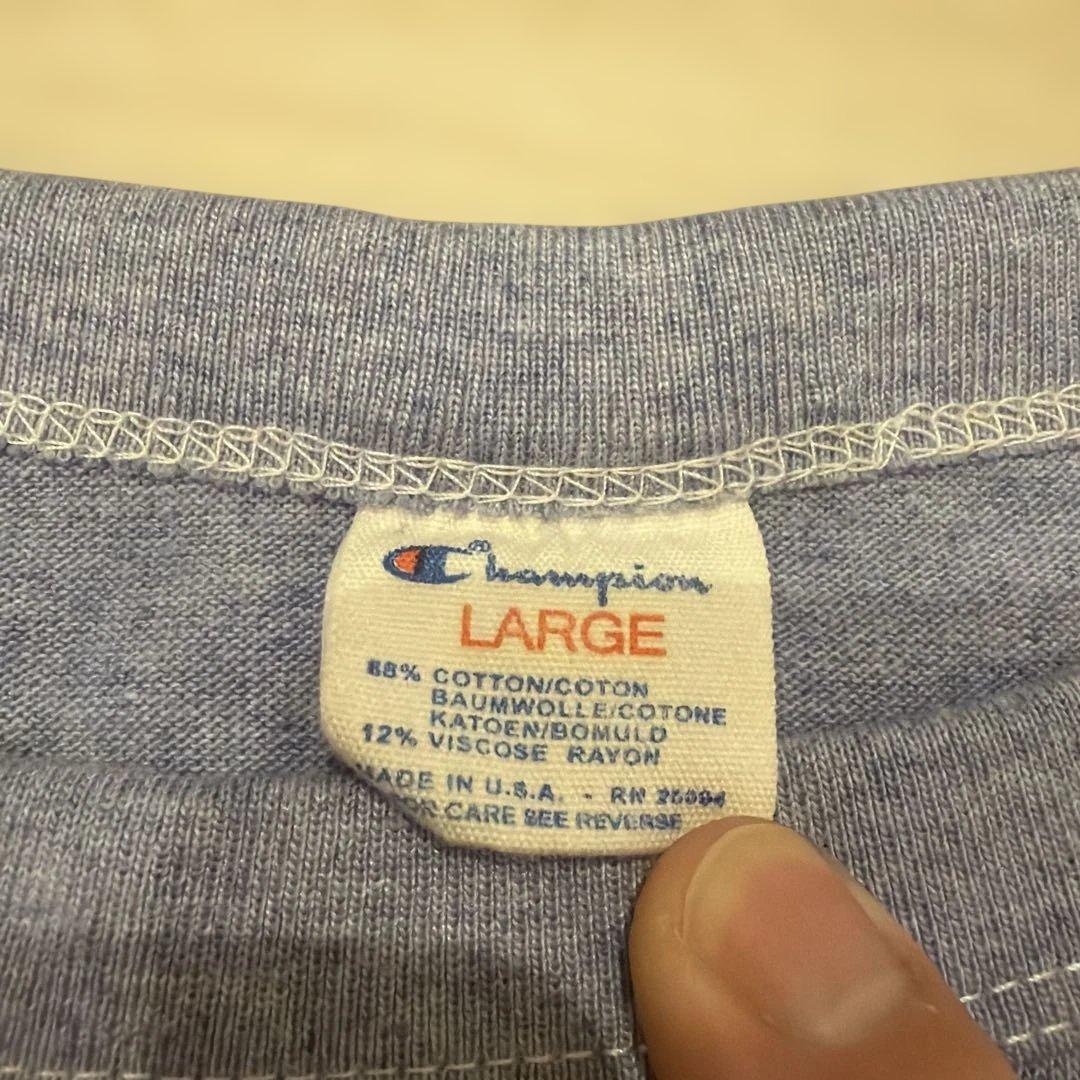 Champion®
LARGE
88% COTTON/COTON
BAUMWOLLE/COTONE
KATOEN/BOMULD
12% VISCOSE RAYON
MADE IN U.S.A. - RN 26094
FOR CARE SEE REVERSE